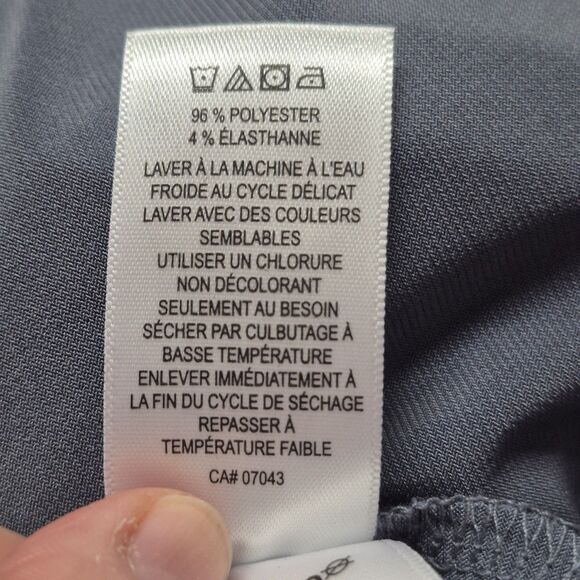 96 % POLYESTER
4 % ÉLASTHANNE
LAVER À LA MACHINE À L'EAU
FROIDE AU CYCLE DÉLICAT
LAVER AVEC DES COULEURS
SEMBLABLES
UTILISER UN CHLORURE
NON DÉCOLORANT
SEULEMENT AU BESOIN
SÉCHER PAR CULBUTAGE À
BASSE TEMPÉRATURE
ENLEVER IMMÉDIATEMENT À
LA FIN DU CYCLE DE SÉCHAGE
REPASSER À
TEMPÉRATURE FAIBLE
CA# 07043